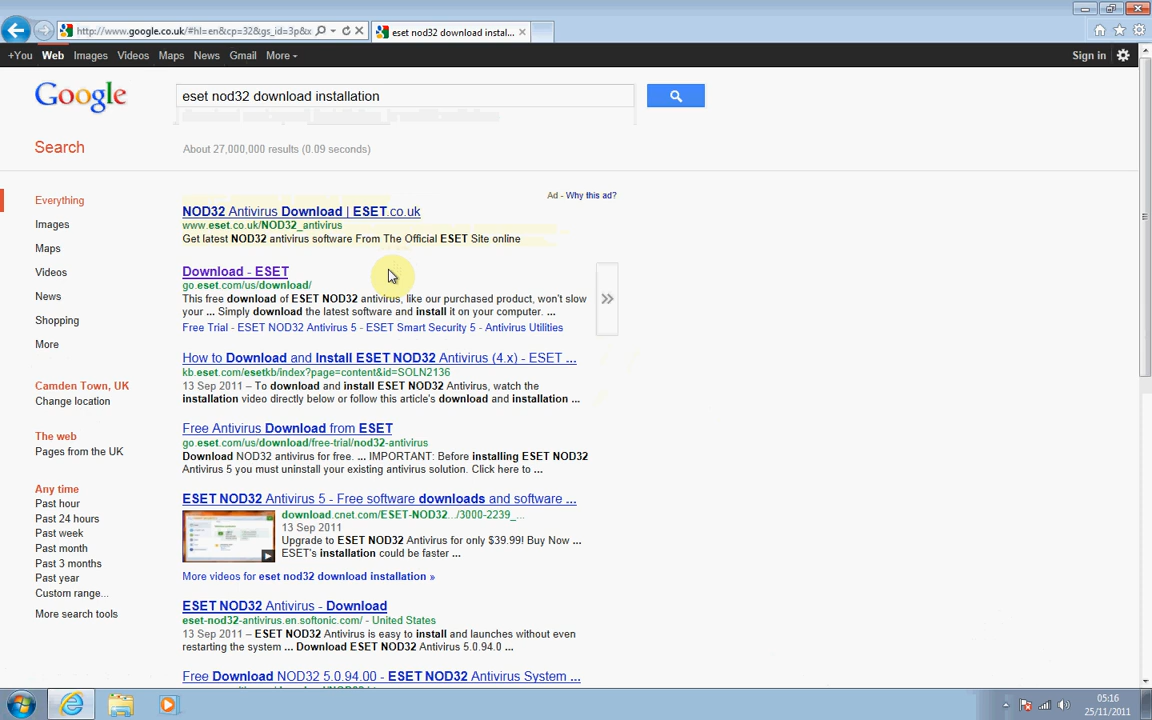 http://www.google.co.uk/#hl=en&cp=32&gs_id=3p&x
eset nod32 download instal...
+You Web Images Videos Maps News Gmail More
Sign in
Google
eset nod32 download installation
Search
About 27,000,000 results (0.09 seconds)
Everything
Images
Maps
Videos
News
Shopping
More
Camden Town, UK
Change location
The web
Pages from the UK
Any time
Past hour
Past 24 hours
Past week
Past month
Past 3 months
Past year
Custom range...
More search tools
Ad - Why this ad?
NOD32 Antivirus Download | ESET.co.uk
www.eset.co.uk/NOD32_antivirus
Get latest NOD32 antivirus software From The Official ESET Site online
Download - ESET
go.eset.com/us/download/
This free download of ESET NOD32 antivirus, like our purchased product, won't slow
your ... Simply download the latest software and install it on your computer. ...
Free Trial - ESET NOD32 Antivirus 5 - ESET Smart Security 5 - Antivirus Utilities
How to Download and Install ESET NOD32 Antivirus (4.x) - ESET ...
kb.eset.com/esetkb/index?page=content&id=SOLN2136
13 Sep 2011 – To download and install ESET NOD32 Antivirus, watch the
installation video directly below or follow this article's download and installation ...
Free Antivirus Download from ESET
go.eset.com/us/download/free-trial/nod32-antivirus
Download NOD32 antivirus for free. ... IMPORTANT: Before installing ESET NOD32
Antivirus 5 you must uninstall your existing antivirus solution. Click here to ...
ESET NOD32 Antivirus 5 - Free software downloads and software ...
download.cnet.com/ESET-NOD32.../3000-2239_...
13 Sep 2011
Upgrade to ESET NOD32 Antivirus for only $39.99! Buy Now ...
ESET's installation could be faster ...
More videos for eset nod32 download installation »
ESET NOD32 Antivirus - Download
eset-nod32-antivirus.en.softonic.com/ - United States
13 Sep 2011 – ESET NOD32 Antivirus is easy to install and launches without even
restarting the system ... Download ESET NOD32 Antivirus 5.0.94.0 ...
Free Download NOD32 5.0.94.00 - ESET NOD32 Antivirus System ...
05:16
25/11/2011